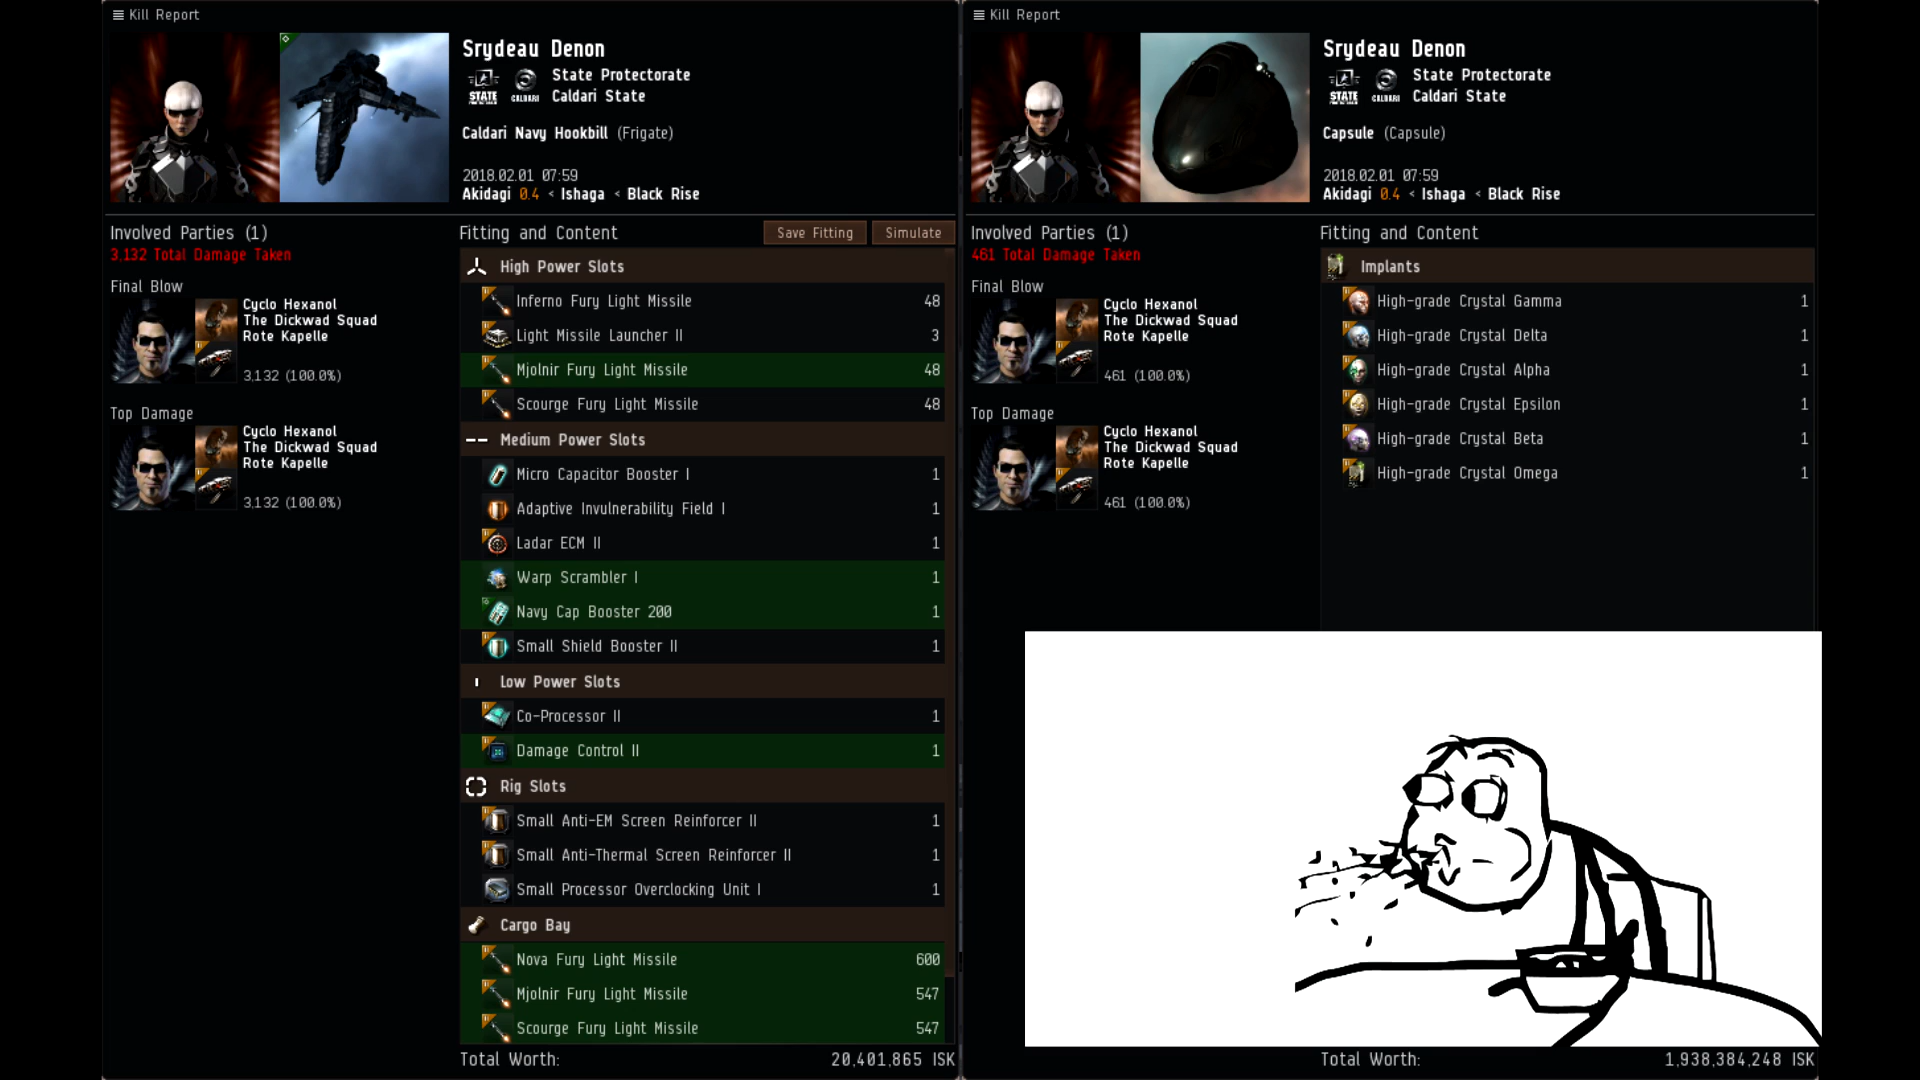 Kill Report
Srydeau Denon
STATE
CALDARI
State Protectorate
Caldari State
Caldari Navy Hookbill (Frigate)
2018.02.01 07:59
Akidagi 0.4 < Ishaga < Black Rise
Involved Parties (1)
3,132 Total Damage Taken
Final Blow
Cyclo Hexanol
The Dickwad Squad
Rote Kapelle
3,132 (100.0%)
Top Damage
Cyclo Hexanol
The Dickwad Squad
Rote Kapelle
3,132 (100.0%)
Fitting and Content
Save Fitting
Simulate
High Power Slots
Inferno Fury Light Missile 48
Light Missile Launcher II 3
Mjolnir Fury Light Missile 48
Scourge Fury Light Missile 48
Medium Power Slots
Micro Capacitor Booster I 1
Adaptive Invulnerability Field I 1
Ladar ECM II 1
Warp Scrambler I 1
Navy Cap Booster 200 1
Small Shield Booster II 1
Low Power Slots
Co-Processor II 1
Damage Control II 1
Rig Slots
Small Anti-EM Screen Reinforcer II 1
Small Anti-Thermal Screen Reinforcer II 1
Small Processor Overclocking Unit I 1
Cargo Bay
Nova Fury Light Missile 600
Mjolnir Fury Light Missile 547
Scourge Fury Light Missile 547
Total Worth: 20,401,865 ISK
Kill Report
Srydeau Denon
STATE
CALDARI
State Protectorate
Caldari State
Capsule (Capsule)
2018.02.01 07:59
Akidagi 0.4 < Ishaga < Black Rise
Involved Parties (1)
461 Total Damage Taken
Final Blow
Cyclo Hexanol
The Dickwad Squad
Rote Kapelle
461 (100.0%)
Top Damage
Cyclo Hexanol
The Dickwad Squad
Rote Kapelle
461 (100.0%)
Fitting and Content
Implants
High-grade Crystal Gamma 1
High-grade Crystal Delta 1
High-grade Crystal Alpha 1
High-grade Crystal Epsilon 1
High-grade Crystal Beta 1
High-grade Crystal Omega 1
Total Worth: 1,938,384,248 ISK